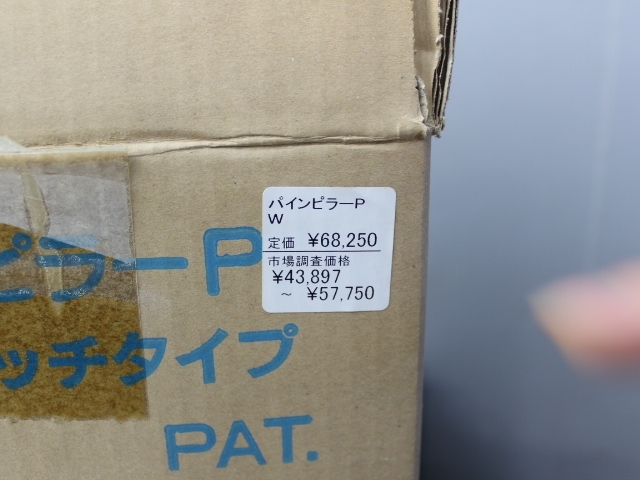 パインピラーP
W
定価 ¥68,250
市場調査価格
¥43,897
～ ¥57,750
ピラーP
ッチタイプ
PAT.